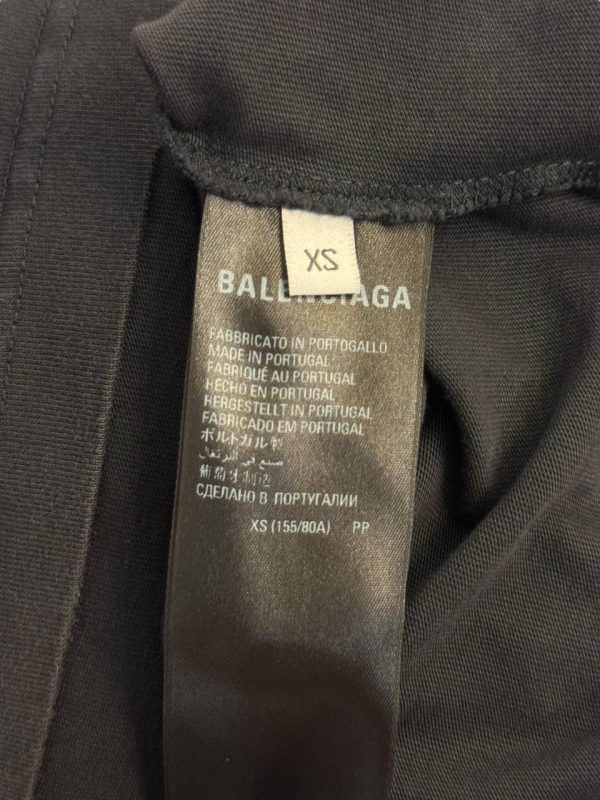 XS
BALENCIAGA
FABBRICATO IN PORTOGALLO
MADE IN PORTUGAL
FABRIQUÉ AU PORTUGAL
HECHO EN PORTUGAL
HERGESTELLT IN PORTUGAL
FABRICADO EM PORTUGAL
ポルトガル製
صنع في البرتغال
葡萄牙制造
СДЕЛАНО В ПОРТУГАЛИИ
XS (155/80A) PP